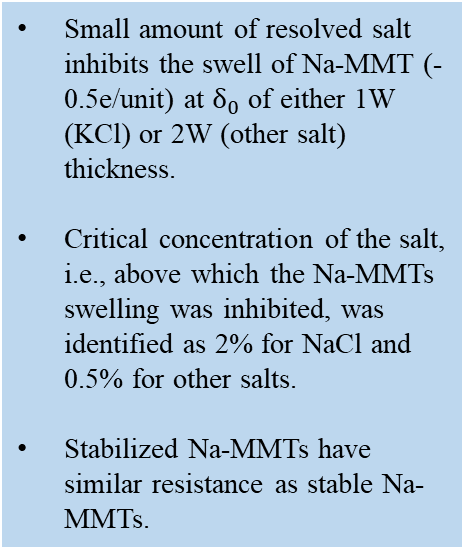 • Small amount of resolved salt
inhibits the swell of Na-MMT (-
0.5e/unit) at δ₀ of either 1W
(KCl) or 2W (other salt)
thickness.
• Critical concentration of the salt,
i.e., above which the Na-MMTs
swelling was inhibited, was
identified as 2% for NaCl and
0.5% for other salts.
• Stabilized Na-MMTs have
similar resistance as stable Na-
MMTs.